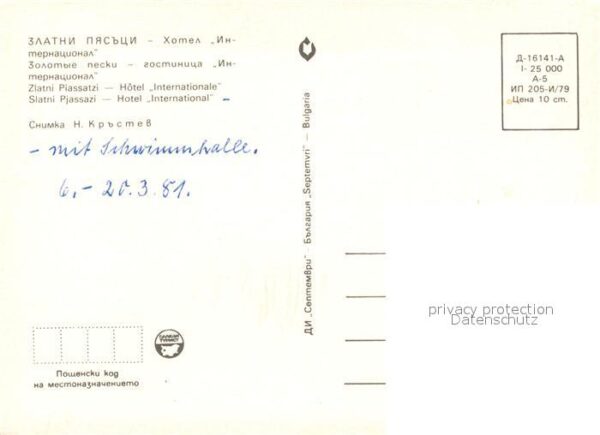 ЗЛАТНИ ПЯСЪЦИ – Хотел „Ин-
тернационал"
Золотые пески – гостиница „Ин-
тернационал"
Zlatni Piassatzi — Hôtel „Internationale"
Slatni Pjassazi — Hotel „International" –
Снимка Н. Кръстев
– mit Schwimmhalle.
6.– 20.3.81.
Пощенски код
на местоназначението
ДИ „Септември" – България „Septemvri" – Bulgaria
Д-16141-А
I- 25 000
А-5
ИП 205-И/79
Цена 10 ст.
privacy protection
Datenschutz